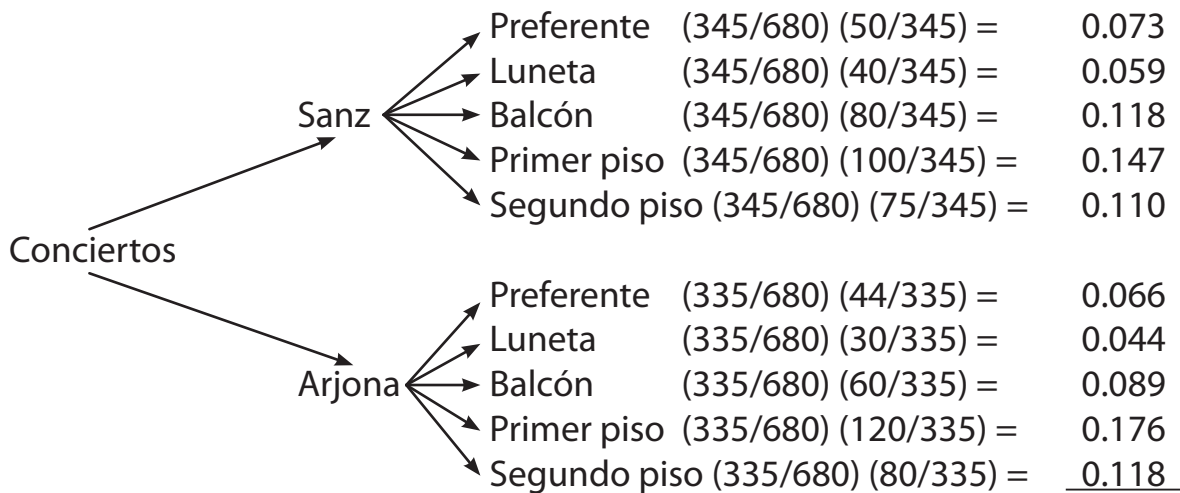 Preferente (345/680) (50/345) = 0.073
Luneta (345/680) (40/345) = 0.059
Sanz Balcón (345/680) (80/345) = 0.118
Primer piso (345/680) (100/345) = 0.147
Segundo piso (345/680) (75/345) = 0.110
Conciertos
Preferente (335/680) (44/335) = 0.066
Luneta (335/680) (30/335) = 0.044
Arjona Balcón (335/680) (60/335) = 0.089
Primer piso (335/680) (120/335) = 0.176
Segundo piso (335/680) (80/335) = 0.118